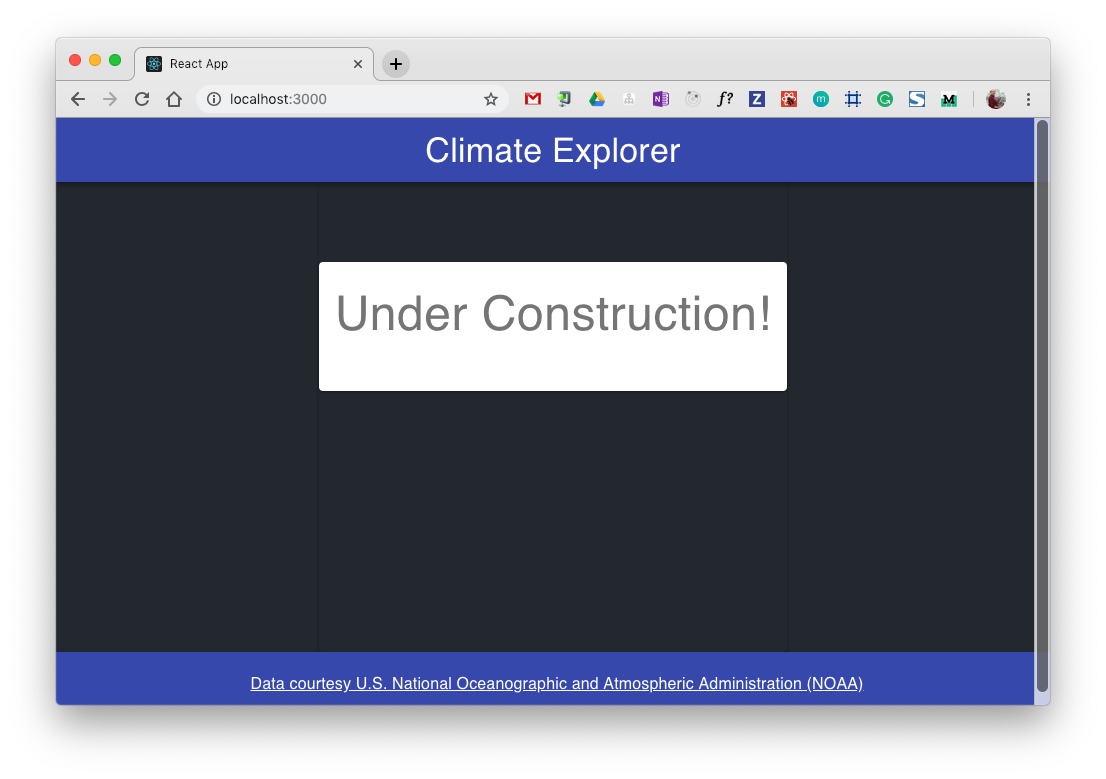 React App
localhost:3000
N
f?
Z
m
G
S
M
Climate Explorer
Under Construction!
Data courtesy U.S. National Oceanographic and Atmospheric Administration (NOAA)